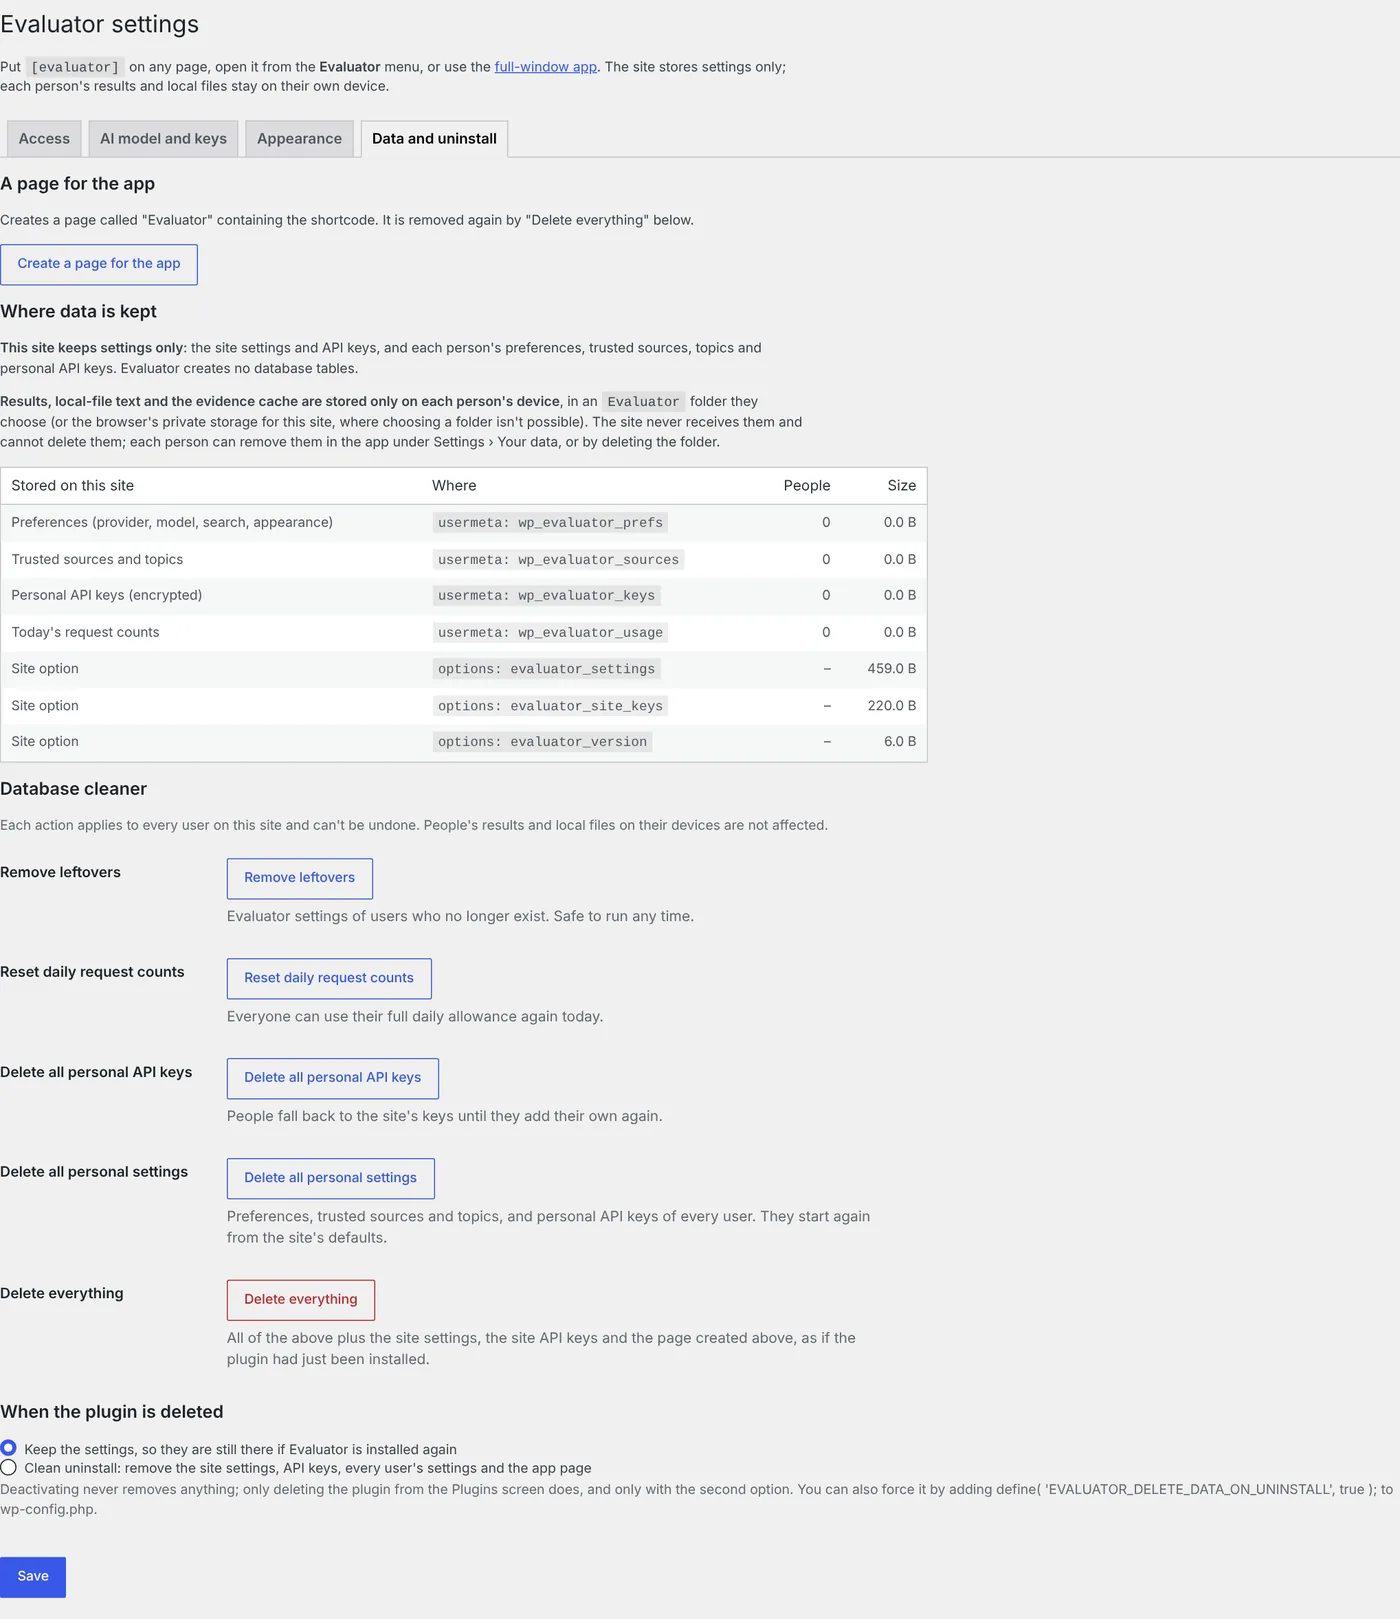 Evaluator settings
Put [evaluator] on any page, open it from the Evaluator menu, or use the full-window app. The site stores settings only;
each person's results and local files stay on their own device.
Access AI model and keys Appearance Data and uninstall
A page for the app
Creates a page called "Evaluator" containing the shortcode. It is removed again by "Delete everything" below.
Create a page for the app
Where data is kept
This site keeps settings only: the site settings and API keys, and each person's preferences, trusted sources, topics and
personal API keys. Evaluator creates no database tables.
Results, local-file text and the evidence cache are stored only on each person's device, in an Evaluator folder they
choose (or the browser's private storage for this site, where choosing a folder isn't possible). The site never receives them and
cannot delete them; each person can remove them in the app under Settings › Your data, or by deleting the folder.
Stored on this site Where People Size
Preferences (provider, model, search, appearance) usermeta: wp_evaluator_prefs 0 0.0 B
Trusted sources and topics usermeta: wp_evaluator_sources 0 0.0 B
Personal API keys (encrypted) usermeta: wp_evaluator_keys 0 0.0 B
Today's request counts usermeta: wp_evaluator_usage 0 0.0 B
Site option options: evaluator_settings – 459.0 B
Site option options: evaluator_site_keys – 220.0 B
Site option options: evaluator_version – 6.0 B
Database cleaner
Each action applies to every user on this site and can't be undone. People's results and local files on their devices are not affected.
Remove leftovers Remove leftovers
Evaluator settings of users who no longer exist. Safe to run any time.
Reset daily request counts Reset daily request counts
Everyone can use their full daily allowance again today.
Delete all personal API keys Delete all personal API keys
People fall back to the site's keys until they add their own again.
Delete all personal settings Delete all personal settings
Preferences, trusted sources and topics, and personal API keys of every user. They start again
from the site's defaults.
Delete everything Delete everything
All of the above plus the site settings, the site API keys and the page created above, as if the
plugin had just been installed.
When the plugin is deleted
Keep the settings, so they are still there if Evaluator is installed again
Clean uninstall: remove the site settings, API keys, every user's settings and the app page
Deactivating never removes anything; only deleting the plugin from the Plugins screen does, and only with the second option. You can also force it by adding define( 'EVALUATOR_DELETE_DATA_ON_UNINSTALL', true ); to
wp-config.php.
Save